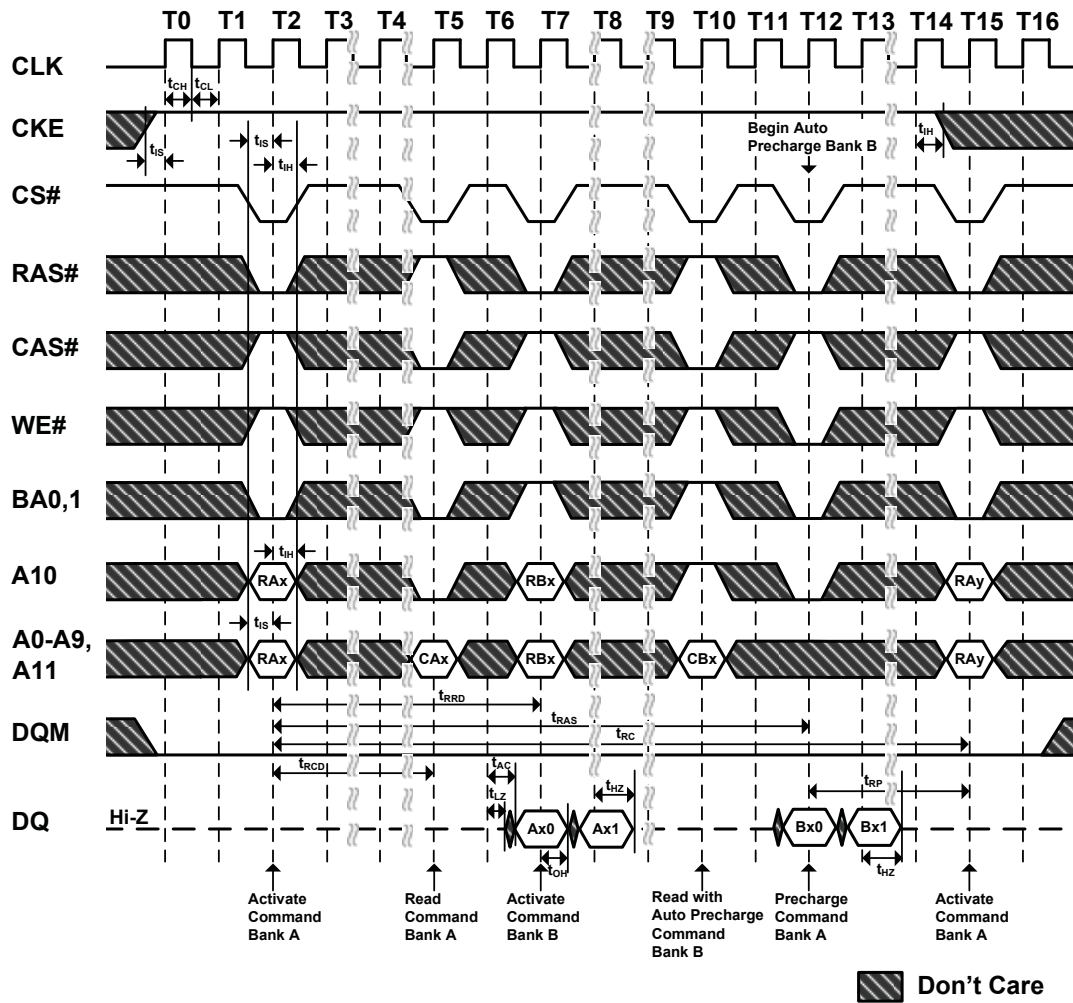 T0 T1 T2 T3 T4 T5 T6 T7 T8 T9 T10 T11 T12 T13 T14 T15 T16
CLK
tCH tCL
CKE
tIS
tIS
tIH
Begin Auto
Precharge Bank B
tIH
CS#
RAS#
CAS#
WE#
BA0,1
tIH
A10
RAx RBx RAy
tIS
A0-A9,
A11
RAx CAx RBx CBx RAy
tRRD
tRAS
DQM
tRC
tRCD
tAC
tLZ
tHZ
tRP
DQ
Hi-Z
Ax0 Ax1 Bx0 Bx1
tOH
tHZ
Activate
Command
Bank A
Read
Command
Bank A
Activate
Command
Bank B
Read with
Auto Precharge
Command
Bank B
Precharge
Command
Bank A
Activate
Command
Bank A
Don't Care